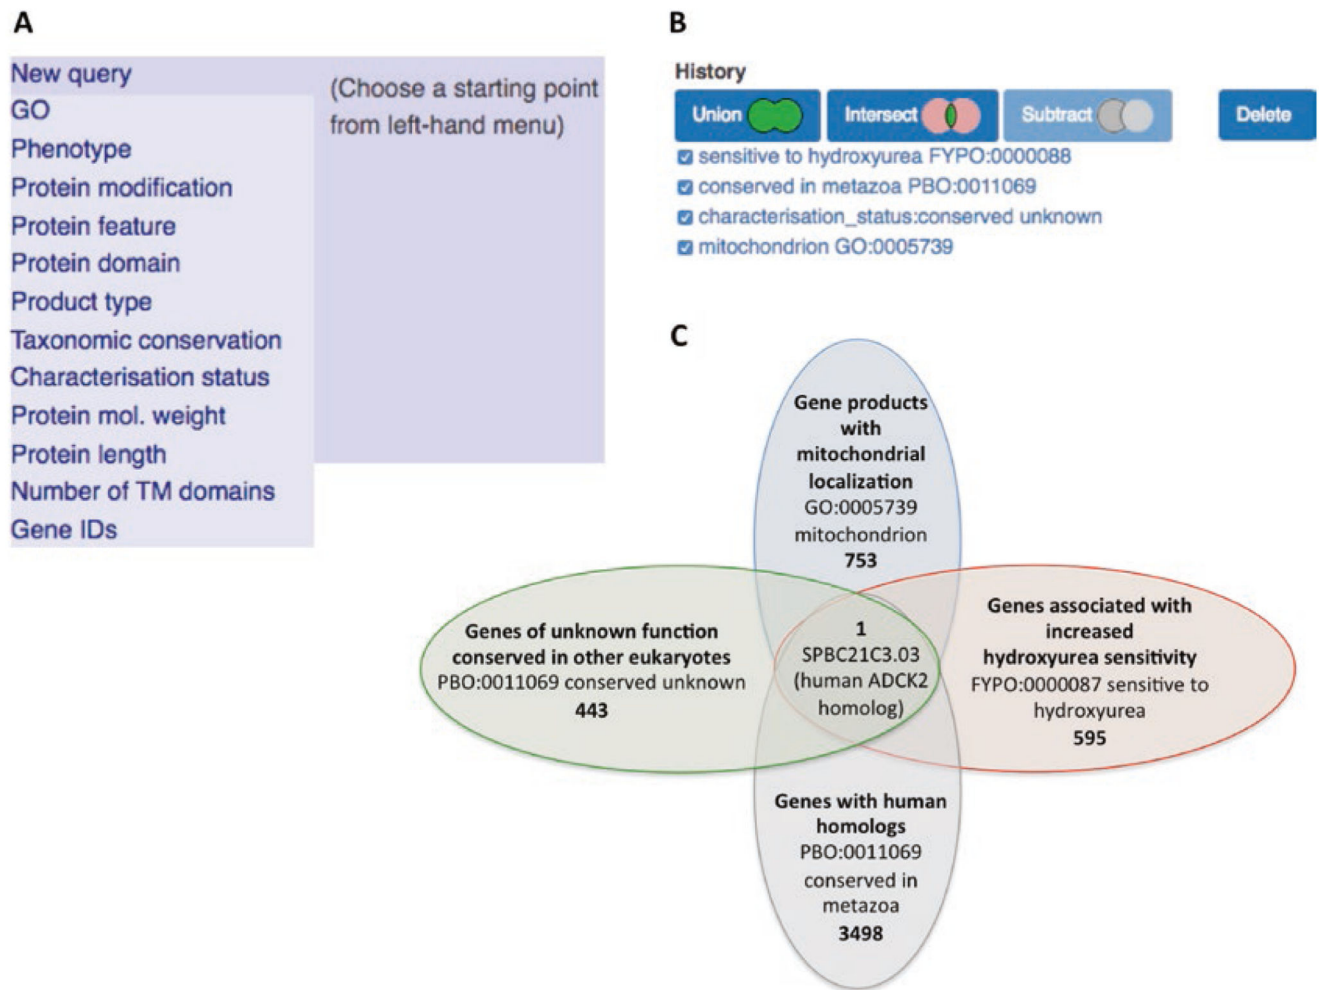 A
New query
GO
Phenotype
Protein modification
Protein feature
Protein domain
Product type
Taxonomic conservation
Characterisation status
Protein mol. weight
Protein length
Number of TM domains
Gene IDs
(Choose a starting point
from left-hand menu)
B
History
Union
Intersect
Subtract
Delete
sensitive to hydroxyurea FYPO:0000088
conserved in metazoa PBO:0011069
characterisation_status:conserved unknown
mitochondrion GO:0005739
C
Gene products
with
mitochondrial
localization
GO:0005739
mitochondrion
753
Genes of unknown function
conserved in other eukaryotes
PBO:0011069 conserved unknown
443
1
SPBC21C3.03
(human ADCK2
homolog)
Genes associated with
increased
hydroxyurea sensitivity
FYPO:0000087 sensitive to
hydroxyurea
595
Genes with human
homologs
PBO:0011069
conserved in
metazoa
3498